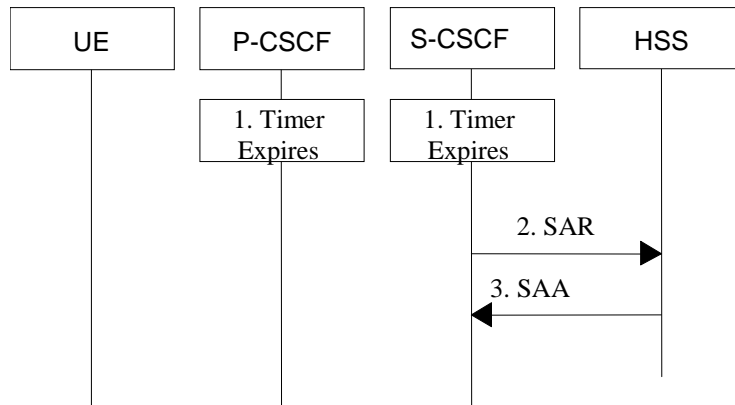 UE
P-CSCF
S-CSCF
HSS
1. Timer
Expires
1. Timer
Expires
2. SAR
3. SAA